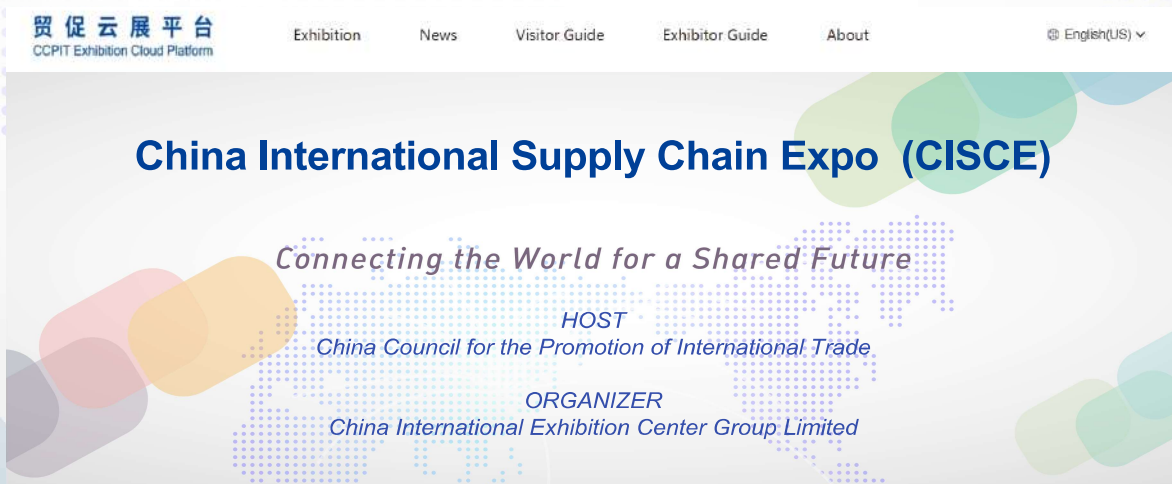 贸促云展平台
CCPIT Exhibition Cloud Platform
Exhibition News Visitor Guide Exhibitor Guide About English(US)
China International Supply Chain Expo (CISCE)
Connecting the World for a Shared Future
HOST
China Council for the Promotion of International Trade
ORGANIZER
China International Exhibition Center Group Limited